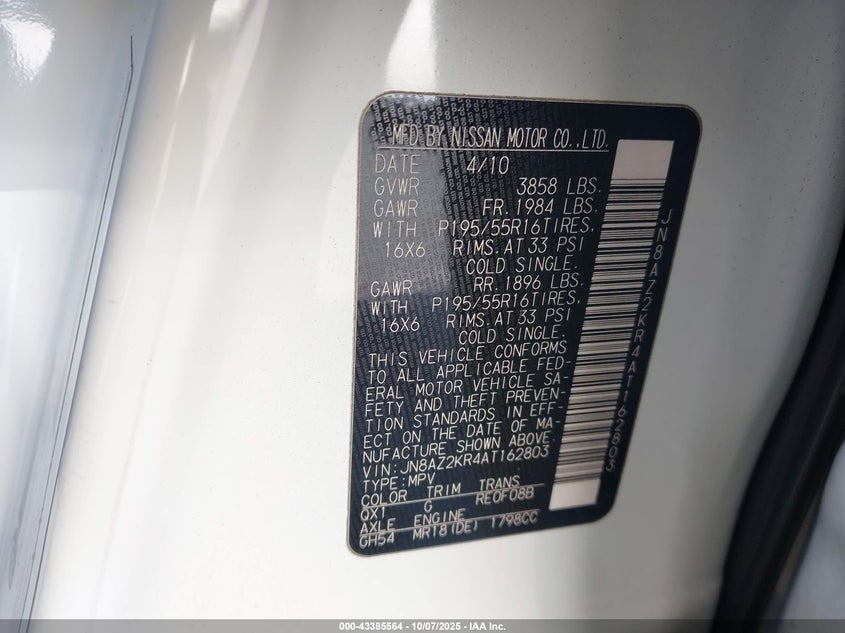 MFD BY NISSAN MOTOR CO.,LTD.
DATE 4/10
GVWR 3858 LBS.
GAWR FR. 1984 LBS.
WITH P195/55R16TIRES,
16X6 RIMS. AT 33 PSI
COLD SINGLE.
GAWR RR. 1896 LBS.
WITH P195/55R16TIRES,
16X6 RIMS. AT 33 PSI
COLD SINGLE.
THIS VEHICLE CONFORMS
TO ALL APPLICABLE FED-
ERAL MOTOR VEHICLE SA-
FETY AND THEFT PREVEN-
TION STANDARDS IN EFF-
ECT ON THE DATE OF MA-
NUFACTURE SHOWN ABOVE.
VIN:JN8AZ2KR4AT162803
TYPE:MPV
COLOR TRIM TRANS
QX1 G RE0F08B
AXLE ENGINE
GH54 MR18(DE) 1798CC
JN8AZ2KR4AT162803
000-43385564 | 10/07/2025 | IAA Inc.